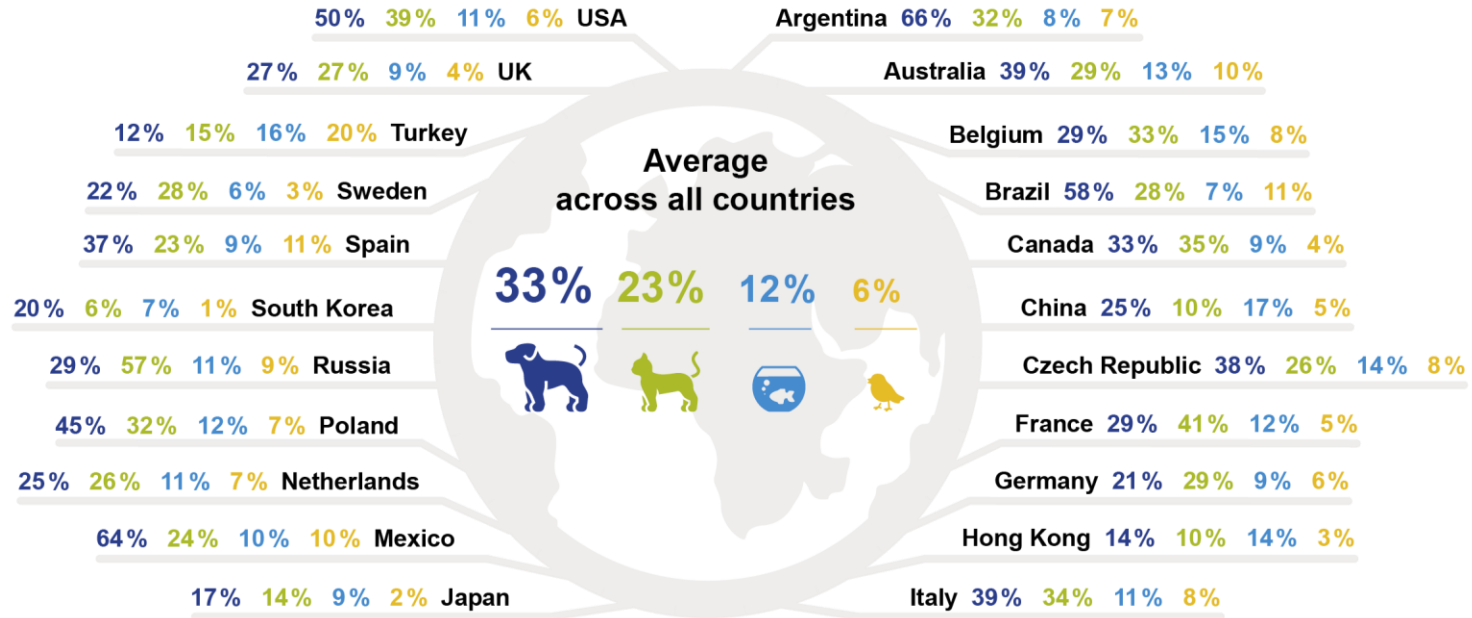 50% 39% 11% 6% USA
27% 27% 9% 4% UK
12% 15% 16% 20% Turkey
22% 28% 6% 3% Sweden
37% 23% 9% 11% Spain
20% 6% 7% 1% South Korea
29% 57% 11% 9% Russia
45% 32% 12% 7% Poland
25% 26% 11% 7% Netherlands
64% 24% 10% 10% Mexico
17% 14% 9% 2% Japan
Average
across all countries
33% 23% 12% 6%
Argentina 66% 32% 8% 7%
Australia 39% 29% 13% 10%
Belgium 29% 33% 15% 8%
Brazil 58% 28% 7% 11%
Canada 33% 35% 9% 4%
China 25% 10% 17% 5%
Czech Republic 38% 26% 14% 8%
France 29% 41% 12% 5%
Germany 21% 29% 9% 6%
Hong Kong 14% 10% 14% 3%
Italy 39% 34% 11% 8%